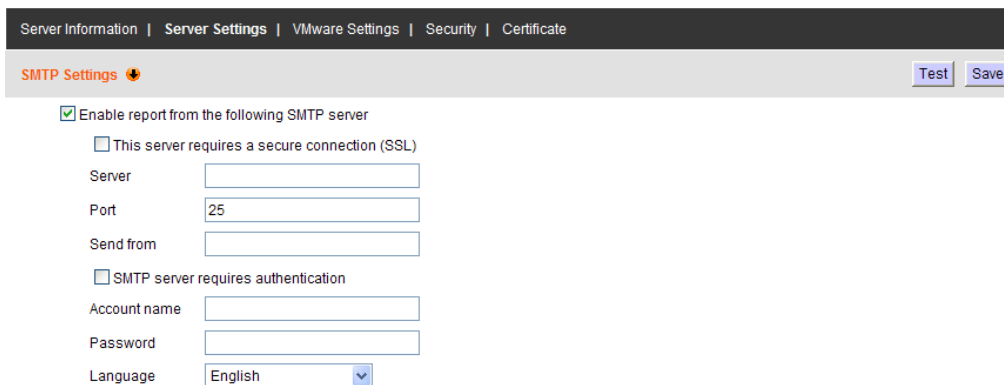 Server Information | Server Settings | VMware Settings | Security | Certificate
SMTP Settings Test Save
Enable report from the following SMTP server
This server requires a secure connection (SSL)
Server
Port 25
Send from
SMTP server requires authentication
Account name
Password
Language English